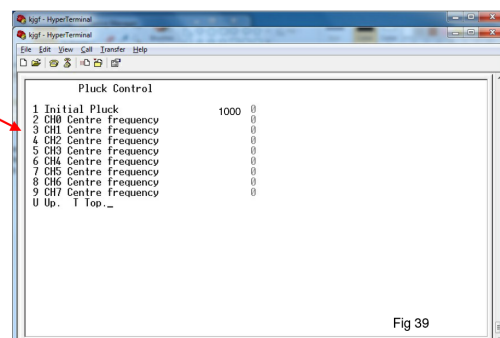 kjgf - HyperTerminal
kjgf - HyperTerminal
File Edit View Call Transfer Help
Pluck Control
1 Initial Pluck 1000 0
2 CH0 Centre frequency 0
3 CH1 Centre frequency 0
4 CH2 Centre frequency 0
5 CH3 Centre frequency 0
6 CH4 Centre frequency 0
7 CH5 Centre frequency 0
8 CH6 Centre frequency 0
9 CH7 Centre frequency 0
U Up. T Top._
Fig 39